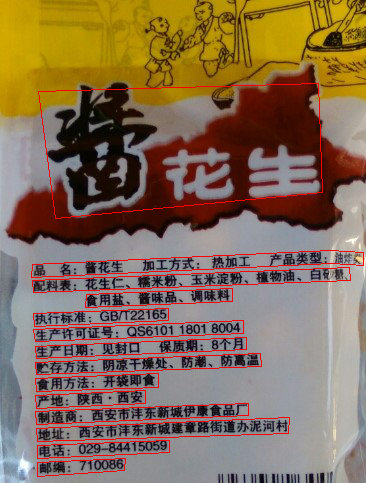 酱花生
品　名：酱花生　加工方式：热加工　产品类型：油炸类
配料表：花生仁、糯米粉、玉米淀粉、植物油、白砂糖、
食用盐、酱味品、调味料
执行标准：GB/T22165
生产许可证号：QS6101 1801 8004
生产日期：见封口　保质期：8个月
贮存方法：阴凉干燥处、防潮、防高温
食用方法：开袋即食
产地：陕西·西安
制造商：西安市沣东新城伊康食品厂
地址：西安市沣东新城建章路街道办泥河村
电话：029-84415059
邮编：710086